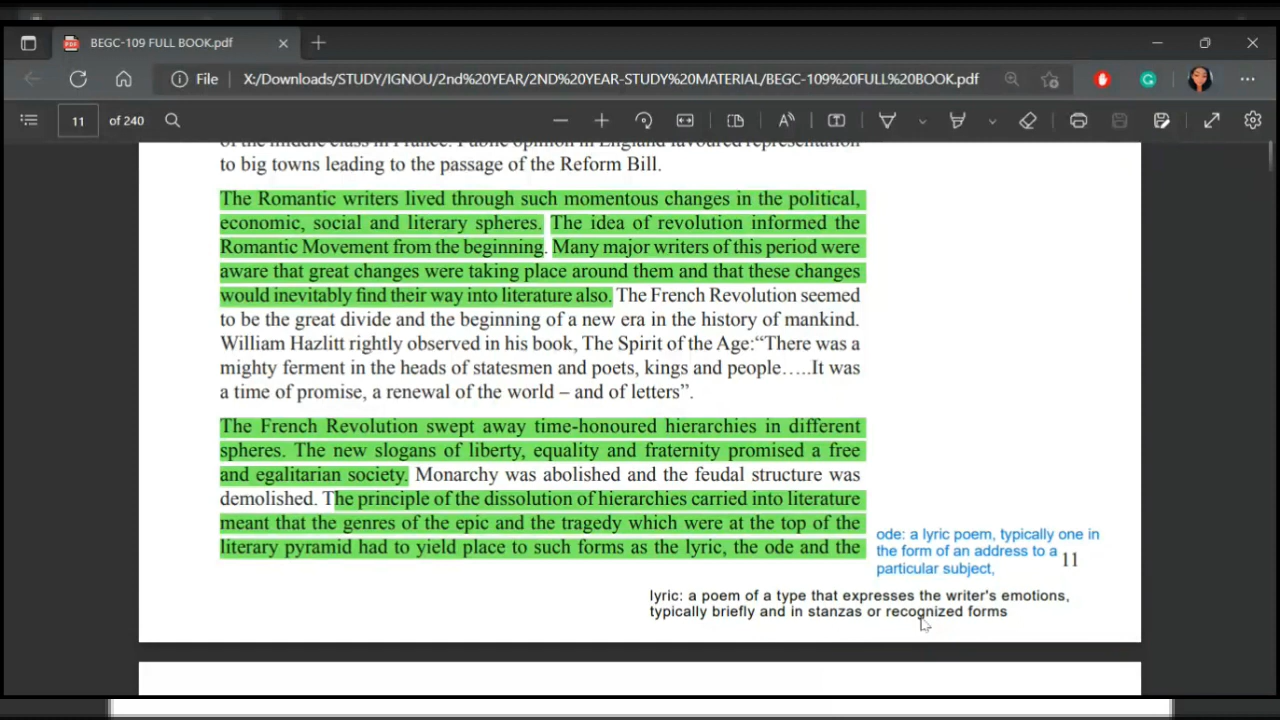 BEGC-109 FULL BOOK.pdf
File
X:/Downloads/STUDY/IGNOU/2nd%20YEAR/2ND%20YEAR-STUDY%20MATERIAL/BEGC-109%20FULL%20BOOK.pdf
11 of 240
to big towns leading to the passage of the Reform Bill.
The Romantic writers lived through such momentous changes in the political,
economic, social and literary spheres. The idea of revolution informed the
Romantic Movement from the beginning. Many major writers of this period were
aware that great changes were taking place around them and that these changes
would inevitably find their way into literature also. The French Revolution seemed
to be the great divide and the beginning of a new era in the history of mankind.
William Hazlitt rightly observed in his book, The Spirit of the Age:“There was a
mighty ferment in the heads of statesmen and poets, kings and people…..It was
a time of promise, a renewal of the world – and of letters”.
The French Revolution swept away time-honoured hierarchies in different
spheres. The new slogans of liberty, equality and fraternity promised a free
and egalitarian society. Monarchy was abolished and the feudal structure was
demolished. The principle of the dissolution of hierarchies carried into literature
meant that the genres of the epic and the tragedy which were at the top of the
literary pyramid had to yield place to such forms as the lyric, the ode and the
ode: a lyric poem, typically one in
the form of an address to a
particular subject,
11
lyric: a poem of a type that expresses the writer's emotions,
typically briefly and in stanzas or recognized forms